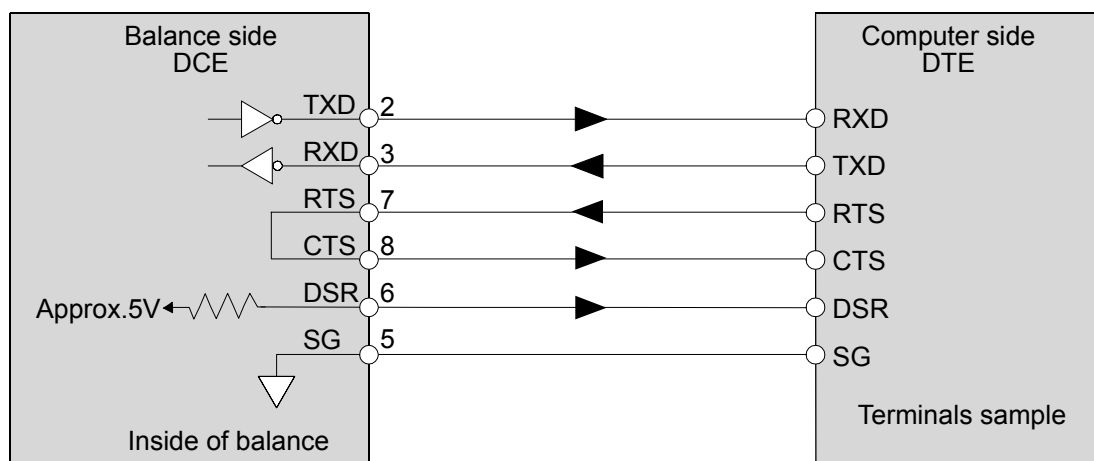 Balance side
DCE
Computer side
DTE
TXD 2
RXD
RXD 3
TXD
RTS 7
RTS
CTS 8
CTS
Approx.5V
DSR 6
DSR
SG 5
SG
Inside of balance
Terminals sample